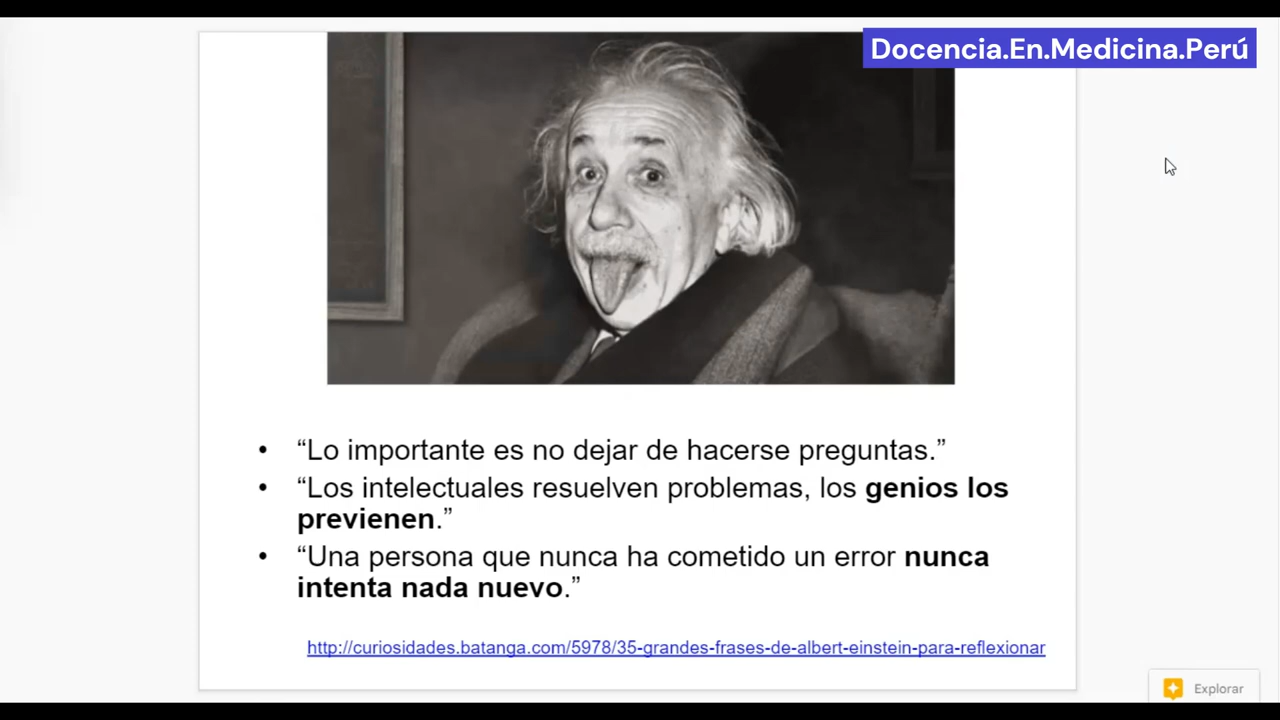 Docencia.En.Medicina.Perú
• “Lo importante es no dejar de hacerse preguntas.”
• “Los intelectuales resuelven problemas, los genios los
previenen.”
• “Una persona que nunca ha cometido un error nunca
intenta nada nuevo.”
http://curiosidades.batanga.com/5978/35-grandes-frases-de-albert-einstein-para-reflexionar
Explorar